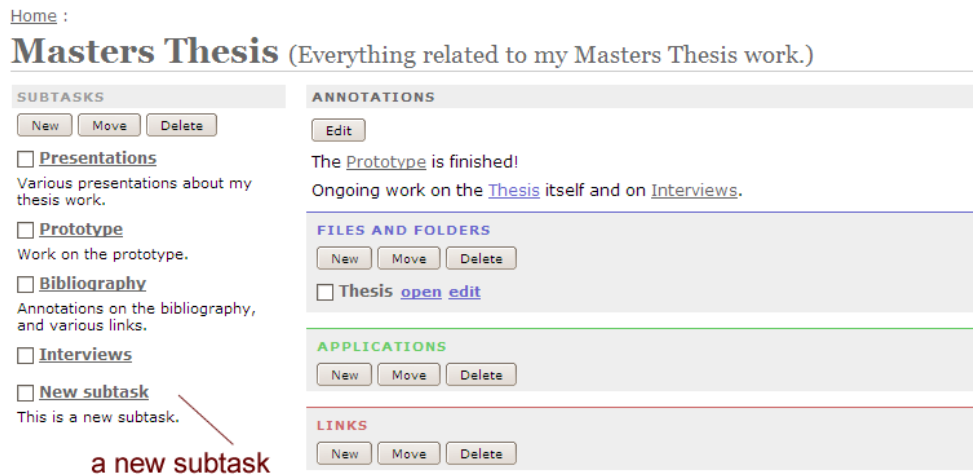 Home :
Masters Thesis (Everything related to my Masters Thesis work.)
SUBTASKS
New Move Delete
Presentations
Various presentations about my
thesis work.
Prototype
Work on the prototype.
Bibliography
Annotations on the bibliography,
and various links.
Interviews
New subtask
This is a new subtask.
a new subtask
ANNOTATIONS
Edit
The Prototype is finished!
Ongoing work on the Thesis itself and on Interviews.
FILES AND FOLDERS
New Move Delete
Thesis open edit
APPLICATIONS
New Move Delete
LINKS
New Move Delete